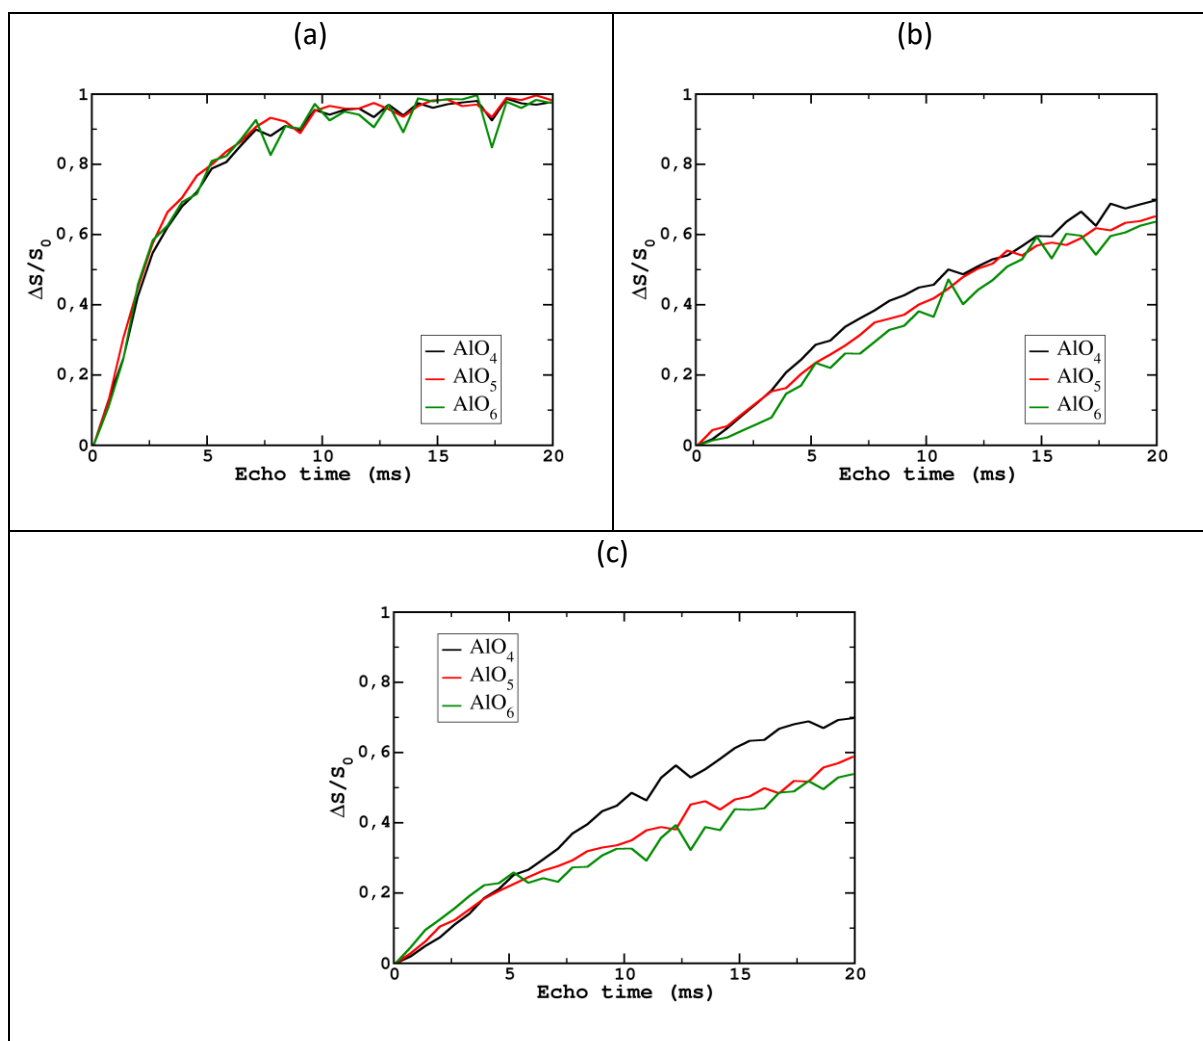 (a)
1
0,8
0,6
0,4
0,2
0
ΔS/S₀
AlO₄
AlO₅
AlO₆
0 5 10 15 20
Echo time (ms)
(b)
1
0,8
0,6
0,4
0,2
0
ΔS/S₀
AlO₄
AlO₅
AlO₆
0 5 10 15 20
Echo time (ms)
(c)
1
0,8
0,6
0,4
0,2
0
ΔS/S₀
AlO₄
AlO₅
AlO₆
0 5 10 15 20
Echo time (ms)